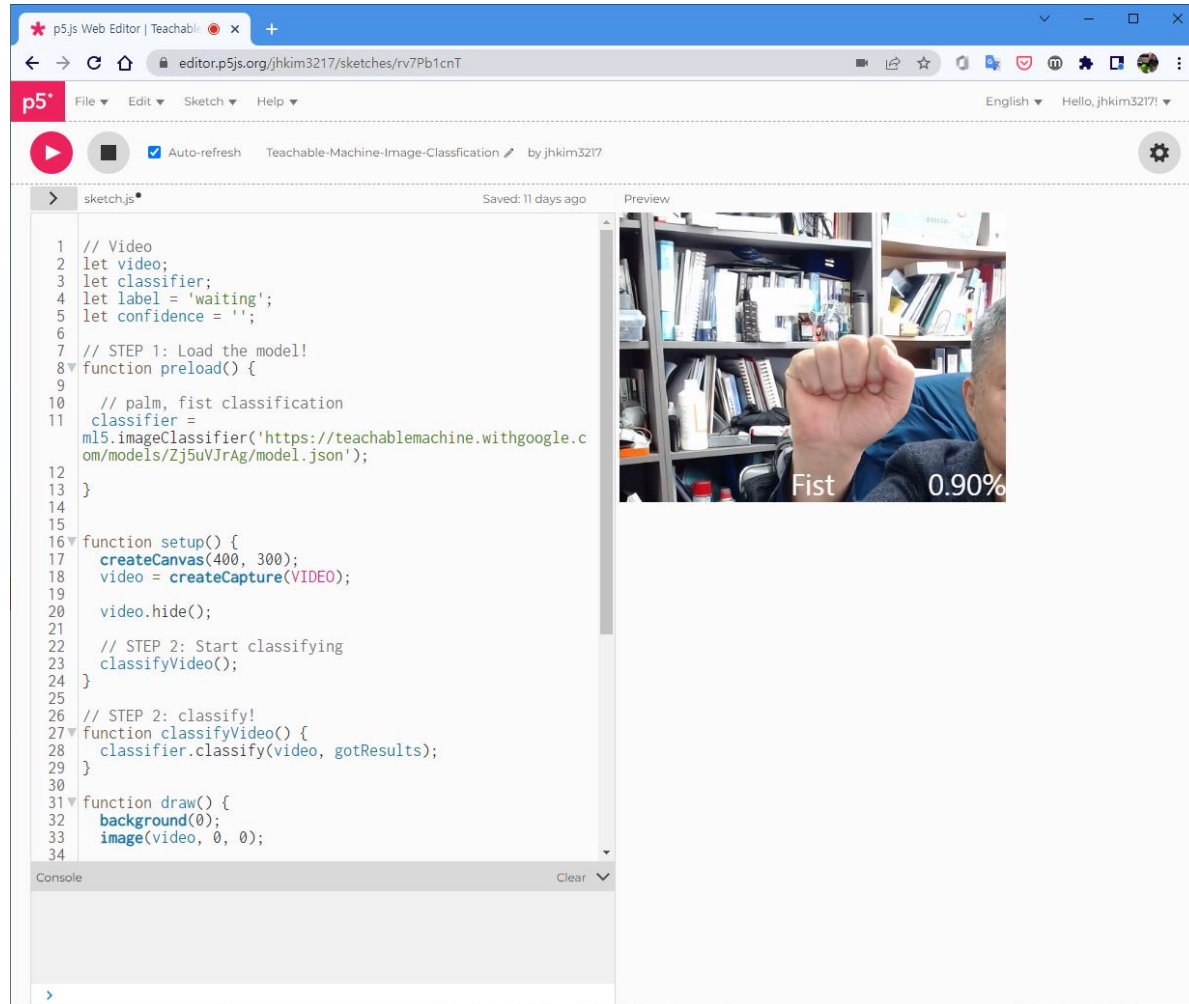 p5.js Web Editor | Teachable
editor.p5js.org/jhkim3217/sketches/rv7Pb1cnT
p5*
File Edit Sketch Help
English Hello, jhkim3217!
Auto-refresh Teachable-Machine-Image-Classfication by jhkim3217
sketch.js Saved: 11 days ago Preview
1 // Video
2 let video;
3 let classifier;
4 let label = 'waiting';
5 let confidence = '';
6
7 // STEP 1: Load the model!
8 function preload() {
9
10 // palm, fist classification
11 classifier =
ml5.imageClassifier('https://teachablemachine.withgoogle.c
om/models/Zj5uVJrAg/model.json');
12
13 }
14
15
16 function setup() {
17 createCanvas(400, 300);
18 video = createCapture(VIDEO);
19
20 video.hide();
21
22 // STEP 2: Start classifying
23 classifyVideo();
24 }
25
26 // STEP 2: classify!
27 function classifyVideo() {
28 classifier.classify(video, gotResults);
29 }
30
31 function draw() {
32 background(0);
33 image(video, 0, 0);
34
Fist 0.90%
Console Clear